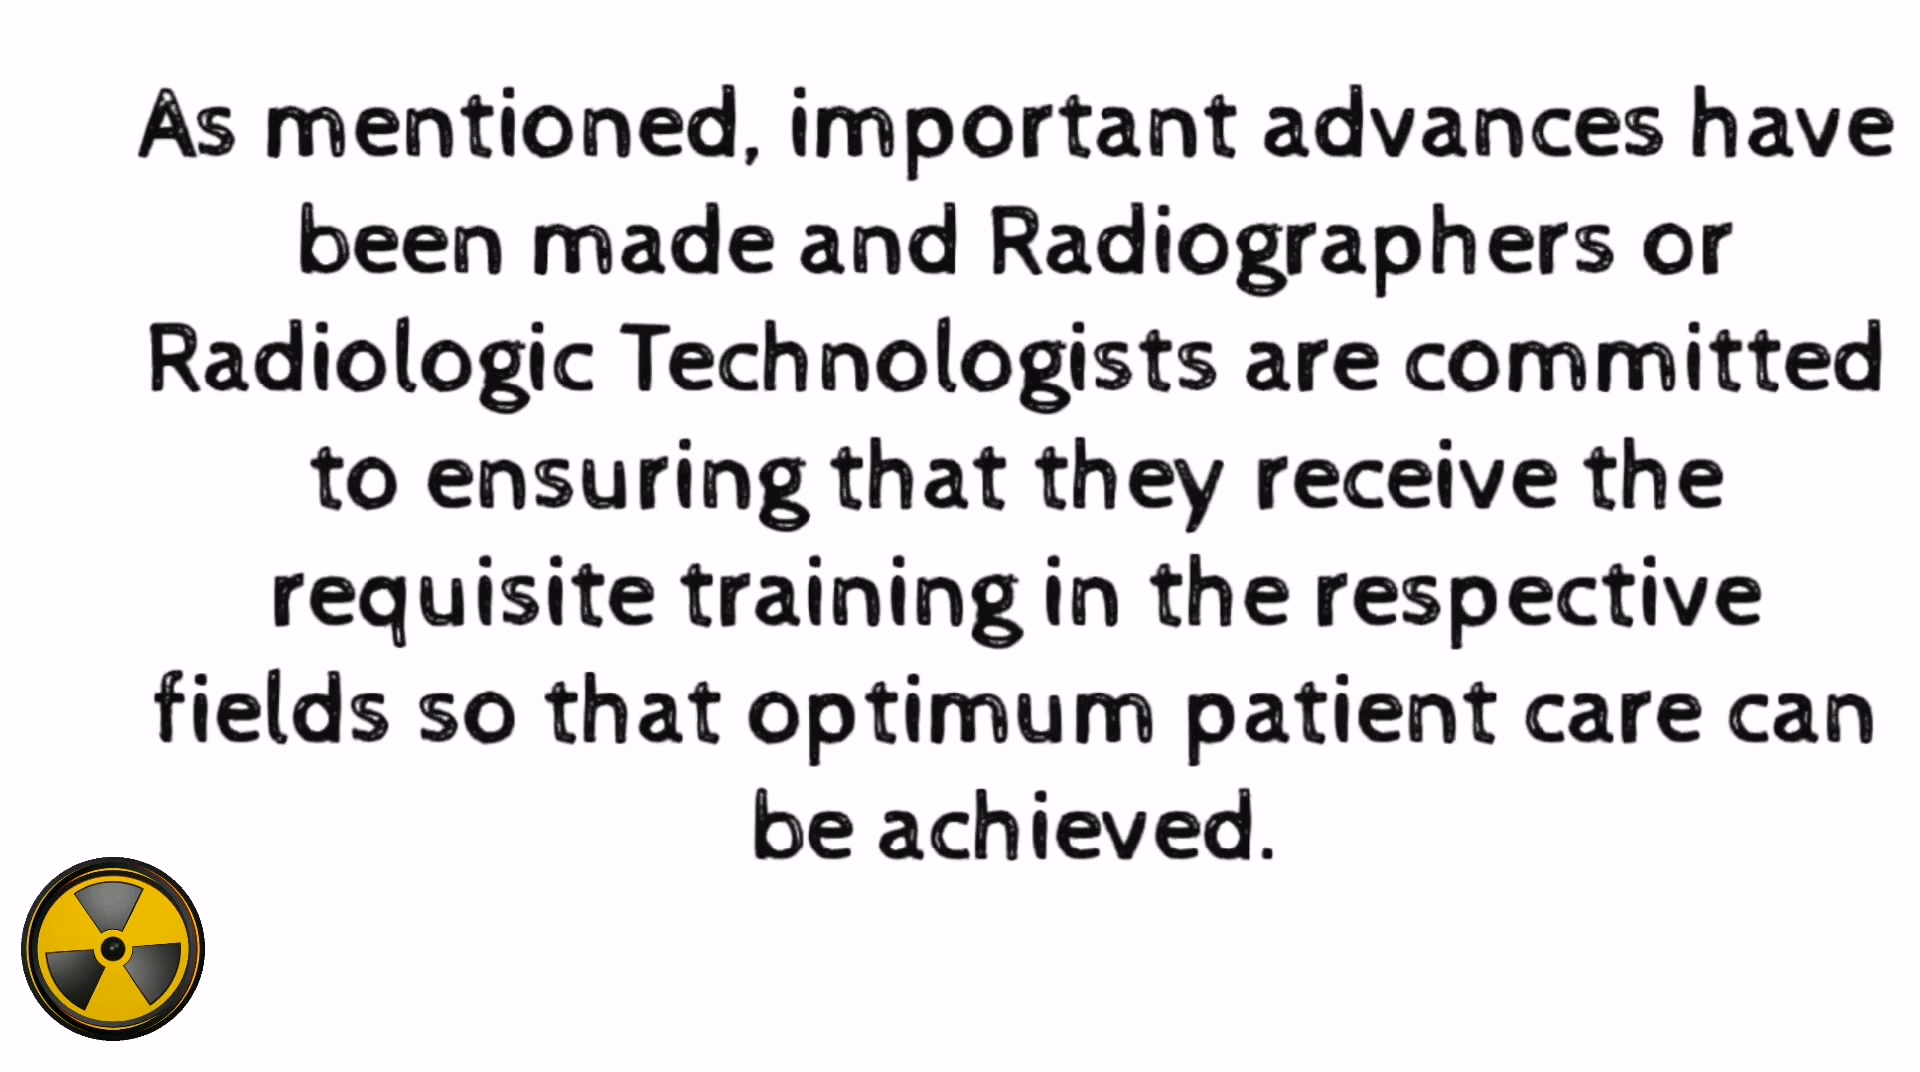 As mentioned, important advances have
been made and Radiographers or
Radiologic Technologists are committed
to ensuring that they receive the
requisite training in the respective
fields so that optimum patient care can
be achieved.